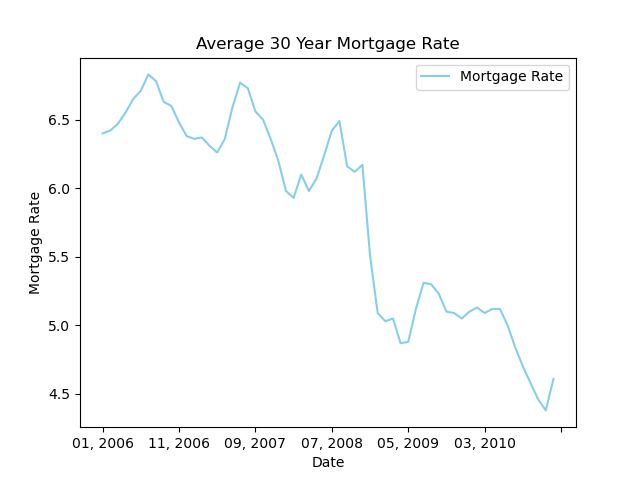 Average 30 Year Mortgage Rate
Mortgage Rate
6.5
6.0
5.5
5.0
4.5
Mortgage Rate
01, 2006 11, 2006 09, 2007 07, 2008 05, 2009 03, 2010
Date